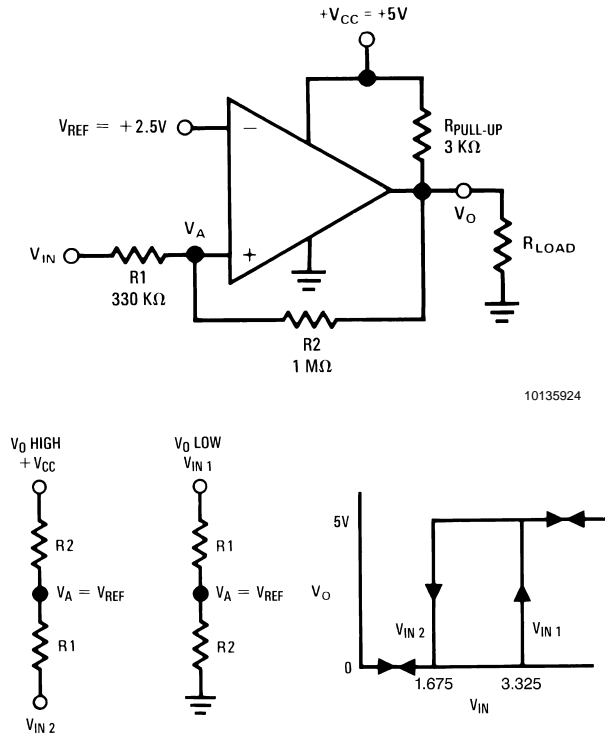 +VCC = +5V
VREF = +2.5V
RPULL-UP
3 KΩ
−
VA
VO
VIN
+
RLOAD
R1
330 KΩ
R2
1 MΩ
10135924
VO HIGH
+ VCC
R2
VA = VREF
R1
VIN 2
VO LOW
VIN 1
R1
VA = VREF
R2
5V
VO
VIN 2
VIN 1
0
1.675
3.325
VIN